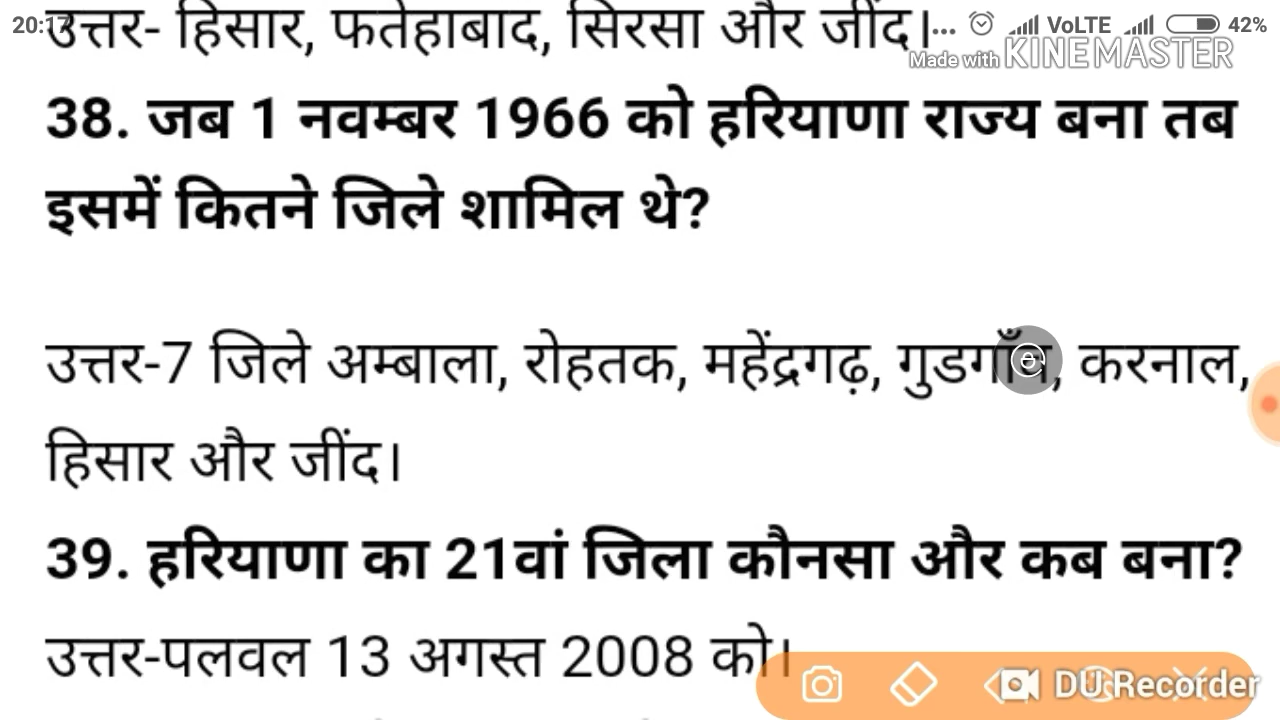 20:17 ... VoLTE 42%
उत्तर- हिसार, फतेहाबाद, सिरसा और जींद।
Made with KINEMASTER
38. जब 1 नवम्बर 1966 को हरियाणा राज्य बना तब
इसमें कितने जिले शामिल थे?
उत्तर-7 जिले अम्बाला, रोहतक, महेंद्रगढ़, गुडगाँव, करनाल,
हिसार और जींद।
39. हरियाणा का 21वां जिला कौनसा और कब बना?
उत्तर-पलवल 13 अगस्त 2008 को।
DU Recorder